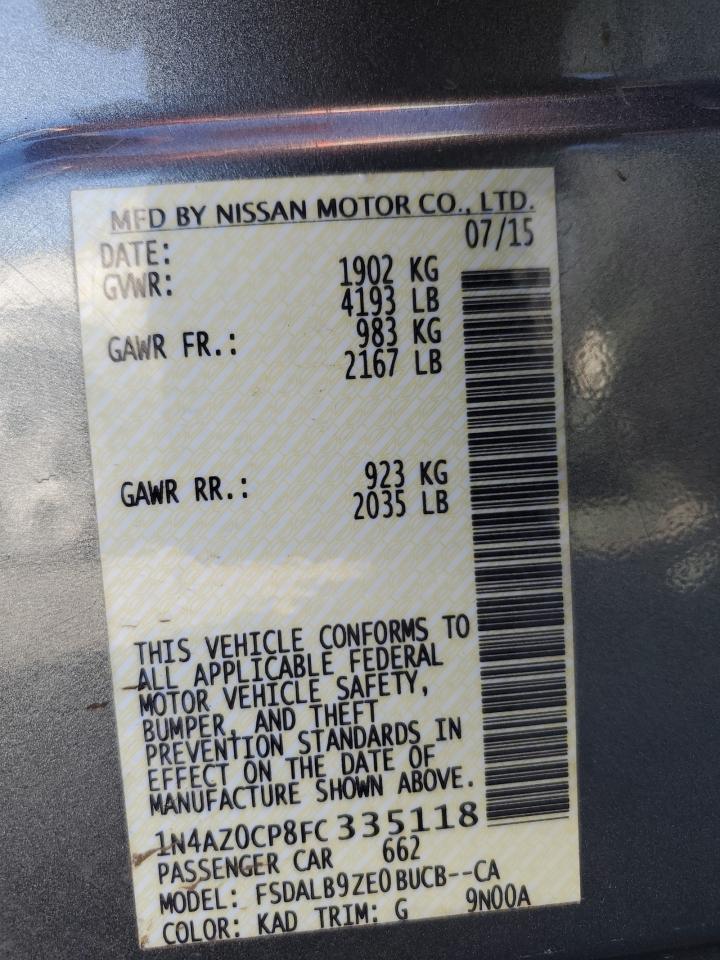 MFD BY NISSAN MOTOR CO., LTD.
DATE: 07/15
GVWR: 1902 KG
4193 LB
GAWR FR.: 983 KG
2167 LB
GAWR RR.: 923 KG
2035 LB
THIS VEHICLE CONFORMS TO
ALL APPLICABLE FEDERAL
MOTOR VEHICLE SAFETY,
BUMPER, AND THEFT
PREVENTION STANDARDS IN
EFFECT ON THE DATE OF
MANUFACTURE SHOWN ABOVE.
1N4AZ0CP8FC335118
PASSENGER CAR 662
MODEL: FSDALB9ZE0BUCB--CA
COLOR: KAD TRIM: G 9N00A